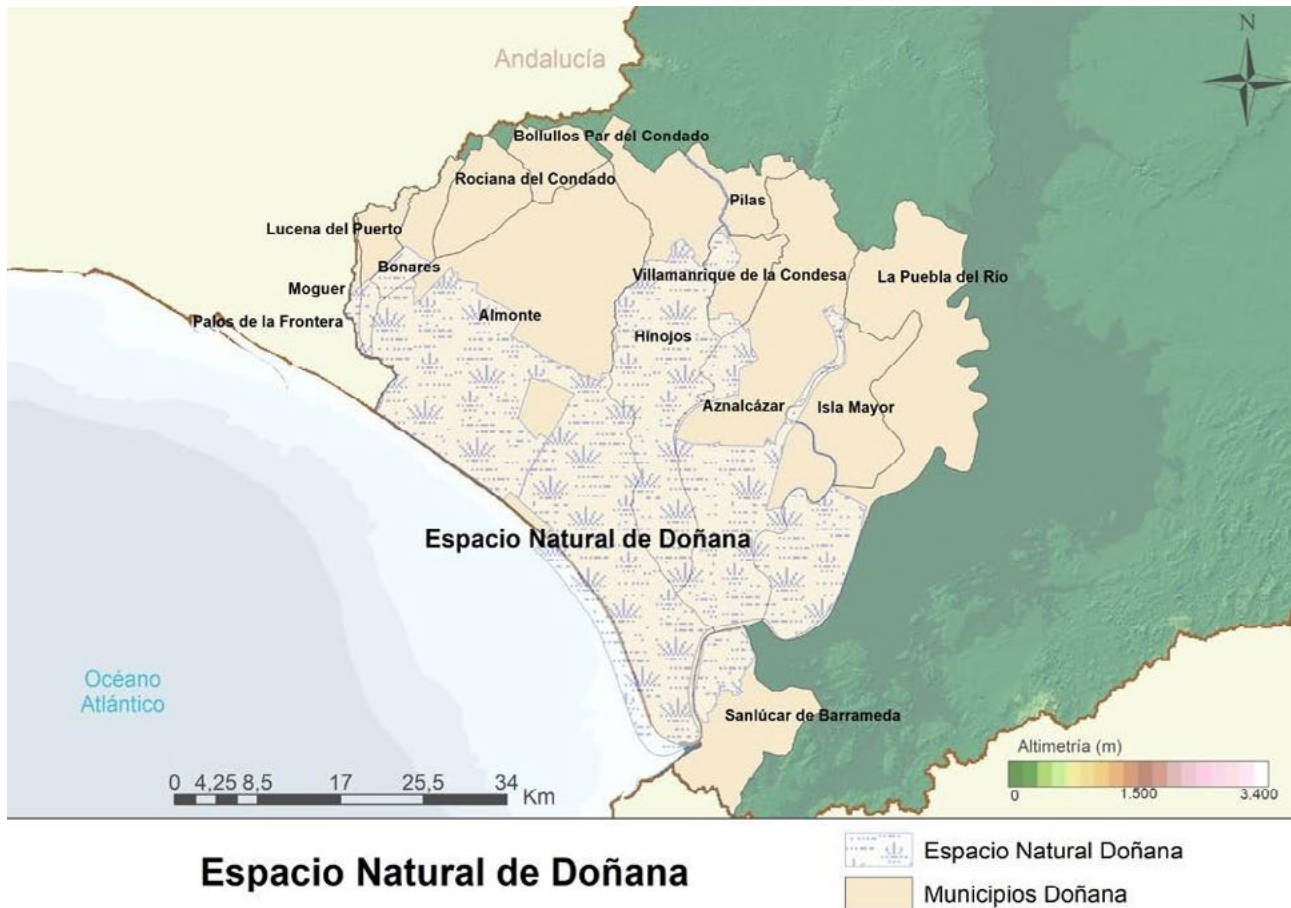 N
Andalucía
Bollullos Par del Condado
Rociana del Condado
Pilas
Lucena del Puerto
Bonares
Villamanrique de la Condesa
La Puebla del Río
Moguer
Palos de la Frontera
Almonte
Hinojos
Aznalcázar
Isla Mayor
Espacio Natural de Doñana
Océano
Atlántico
Sanlúcar de Barrameda
Altimetría (m)
0 1.500 3.400
0 4,25 8,5 17 25,5 34
Km
Espacio Natural de Doñana
Espacio Natural Doñana
Municipios Doñana